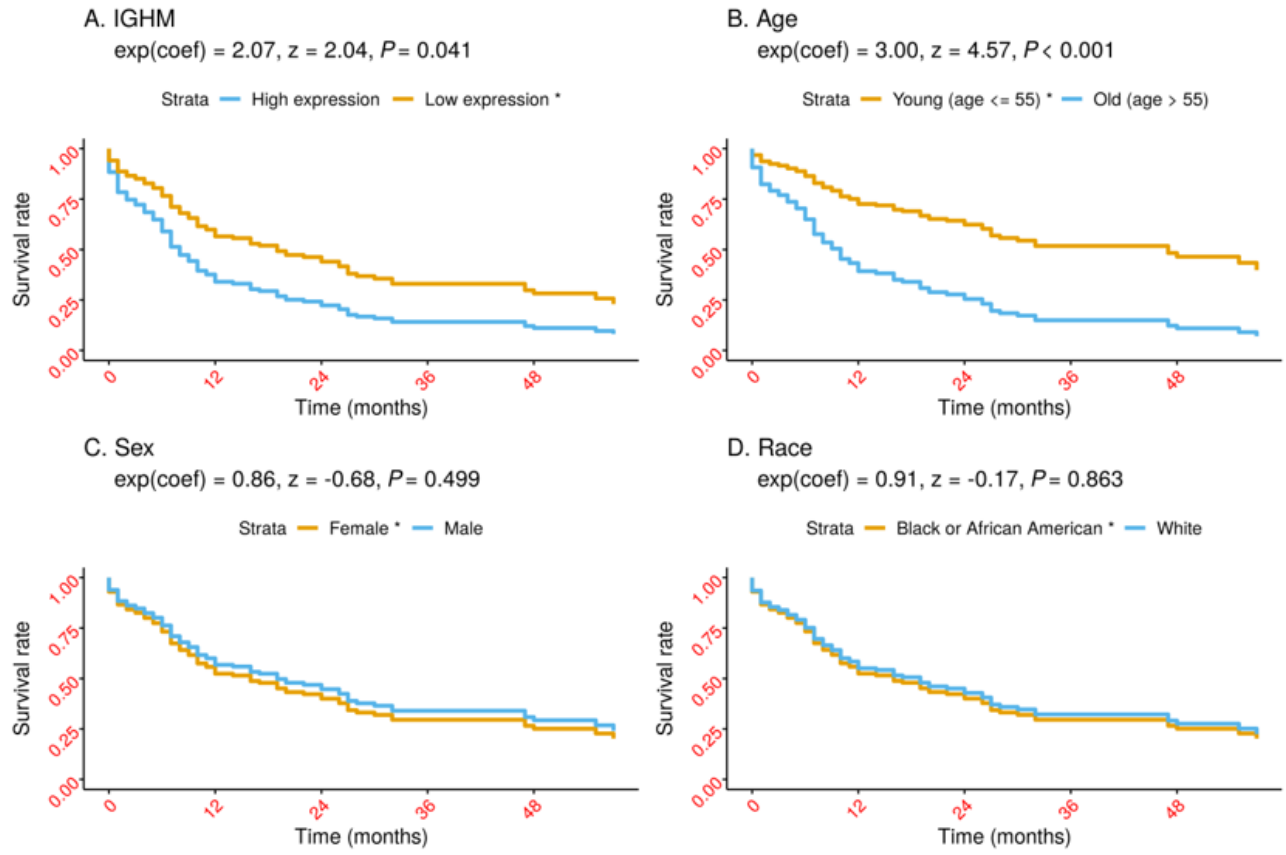 A. IGHM
exp(coef) = 2.07, z = 2.04, P = 0.041
Strata High expression Low expression *
Survival rate
1.00
0.75
0.50
0.25
0.00
0 12 24 36 48
Time (months)
B. Age
exp(coef) = 3.00, z = 4.57, P < 0.001
Strata Young (age <= 55) * Old (age > 55)
Survival rate
1.00
0.75
0.50
0.25
0.00
0 12 24 36 48
Time (months)
C. Sex
exp(coef) = 0.86, z = -0.68, P = 0.499
Strata Female * Male
Survival rate
1.00
0.75
0.50
0.25
0.00
0 12 24 36 48
Time (months)
D. Race
exp(coef) = 0.91, z = -0.17, P = 0.863
Strata Black or African American * White
Survival rate
1.00
0.75
0.50
0.25
0.00
0 12 24 36 48
Time (months)